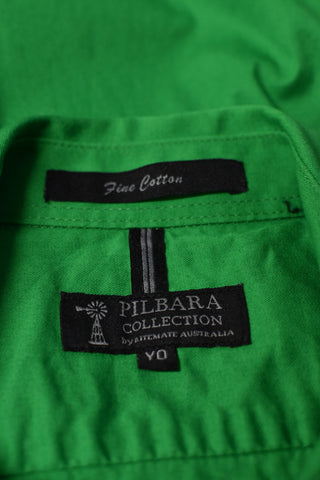 Fine Cotton
PILBARA
COLLECTION
by RITEMATE AUSTRALIA
YO